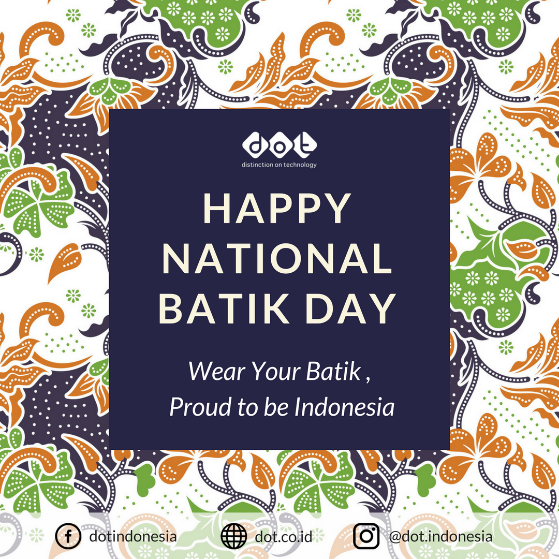 dot
distinction on technology
HAPPY
NATIONAL
BATIK DAY
Wear Your Batik ,
Proud to be Indonesia
dotindonesia
dot.co.id
@dot.indonesia